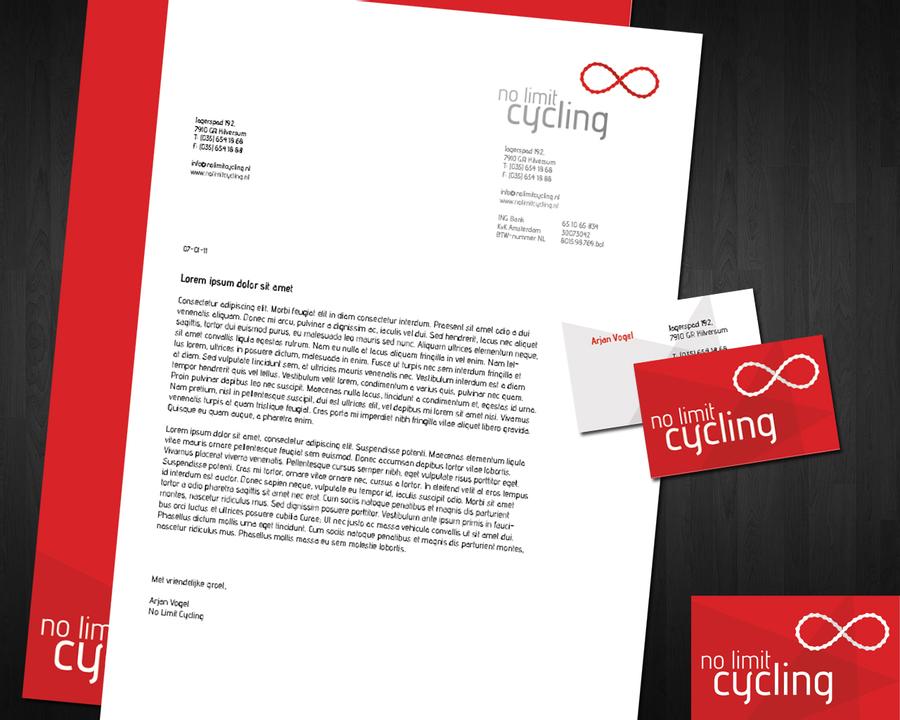 no limit
cycling
lagerspad 192,
7910 GR Hilversum
T: (035) 654 18 68
F: (035) 654 18 88
info@nolimitcycling.nl
www.nolimitcycling.nl
lagerspad 192,
7910 GR Hilversum
T: (035) 654 18 68
F: (035) 654 18 88
info@nolimitcycling.nl
www.nolimitcycling.nl
ING Bank 65 10 65 834
KvK Amsterdam 30073042
BTW-nummer NL 8015.98.769.bo1
07-01-11
Lorem ipsum dolor sit amet
Consectetur adipiscing elit. Morbi feugiat elit in diam consectetur interdum. Praesent sit amet odio a dui
venenatis aliquam. Donec mi arcu, pulvinar a dignissim ac, iaculis vel dui. Sed hendrerit, lacus nec aliquet
sagittis, tortor dui euismod purus, eu malesuada leo mauris sed nunc. Aliquam ultrices elementum neque,
sit amet convallis ligula egestas rutrum. Nam eu nulla at lacus aliquam fringilla in vel enim. Nam tel-
lus lorem, ultrices in posuere dictum, malesuada in enim. Fusce ut turpis nec sem interdum fringilla et
at diam. Sed vulputate tincidunt sem, at ultricies mauris venenatis nec. Vestibulum interdum est a diam
tempor hendrerit quis vel tellus. Vestibulum velit lorem, condimentum a varius quis, pulvinar nec quam.
Proin pulvinar dapibus leo nec suscipit. Maecenas nulla lacus, tincidunt a condimentum et, egestas id urna.
Nam pretium, nisl in pellentesque suscipit, dui est ultrices elit, vel dapibus mi lorem sit amet nisl. Vivamus
venenatis turpis at quam tristique feugiat. Cras porta mi imperdiet nibh fringilla vitae aliquet libero gravida.
Quisque eu quam augue, a pharetra enim.
Lorem ipsum dolor sit amet, consectetur adipiscing elit. Suspendisse potenti. Maecenas elementum ligula
vitae mauris ornare pellentesque feugiat sem euismod. Donec accumsan dapibus tortor vitae lobortis.
Vivamus placerat viverra venenatis. Pellentesque cursus semper nibh, eget vulputate risus porttitor eget.
Suspendisse potenti. Cras mi tortor, ornare vitae ornare nec, cursus a tortor. In eleifend velit at eros tempus
id interdum est auctor. Donec sapien neque, vulputate eu tempor id, iaculis suscipit odio. Morbi et
tortor a odio pharetra sagittis sit amet nec erat. Cum sociis natoque penatibus et magnis dis parturient
montes, nascetur ridiculus mus. Sed dignissim posuere porttitor. Vestibulum ante ipsum primis in fauci-
bus orci luctus et ultrices posuere cubilia Curae; Ut nec justo ac massa vehicula convallis ut sit amet dui.
Phasellus dictum mollis urna eget tincidunt. Cum sociis natoque penatibus et magnis dis parturient montes,
nascetur ridiculus mus. Phasellus mollis massa eu sem molestie lobortis.
Met vriendelijke groet,
Arjan Vogel
No Limit Cycling
Arjan Vogel
lagerspad 192,
7910 GR Hilversum
T: (035) 654 18 68
no limit
cycling
no lim
cy
no limit
cycling